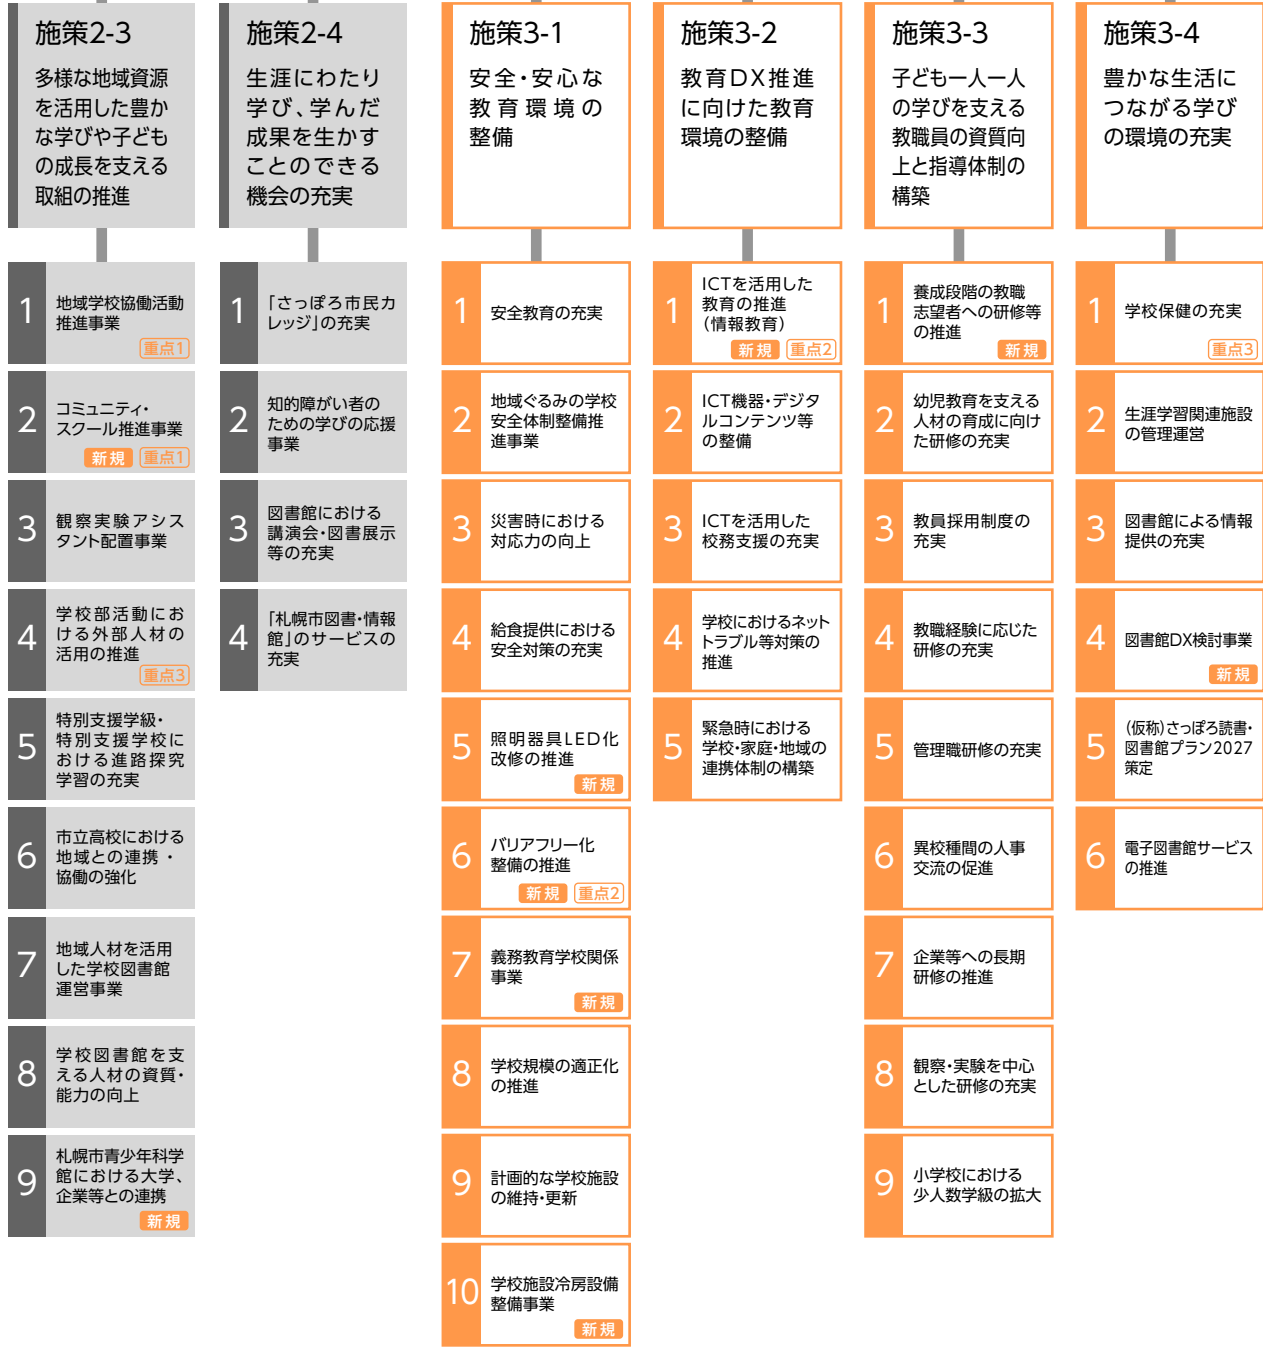 施策2-3
多様な地域資源
を活用した豊か
な学びや子ども
の成長を支える
取組の推進
1
地域学校協働活動
推進事業
重点1
2
コミュニティ・
スクール推進事業
新規 重点1
3
観察実験アシス
タント配置事業
4
学校部活動にお
ける外部人材の
活用の推進
重点3
5
特別支援学級・
特別支援学校に
おける進路探究
学習の充実
6
市立高校における
地域との連携・
協働の強化
7
地域人材を活用
した学校図書館
運営事業
8
学校図書館を支
える人材の資質・
能力の向上
9
札幌市青少年科学
館における大学、
企業等との連携
新規
施策2-4
生涯にわたり
学び、学んだ
成果を生かす
ことのできる
機会の充実
1
「さっぽろ市民カ
レッジ」の充実
2
知的障がい者の
ための学びの応援
事業
3
図書館における
講演会・図書展示
等の充実
4
「札幌市図書・情報
館」のサービスの
充実
施策3-1
安全・安心な
教育環境の
整備
1
安全教育の充実
2
地域ぐるみの学校
安全体制整備推
進事業
3
災害時における
対応力の向上
4
給食提供における
安全対策の充実
5
照明器具LED化
改修の推進
新規
6
バリアフリー化
整備の推進
新規 重点2
7
義務教育学校関係
事業
新規
8
学校規模の適正化
の推進
9
計画的な学校施設
の維持・更新
10
学校施設冷房設備
整備事業
新規
施策3-2
教育DX推進
に向けた教育
環境の整備
1
ICTを活用した
教育の推進
(情報教育)
新規 重点2
2
ICT機器・デジタ
ルコンテンツ等
の整備
3
ICTを活用した
校務支援の充実
4
学校におけるネット
トラブル等対策の
推進
5
緊急時における
学校・家庭・地域の
連携体制の構築
施策3-3
子ども一人一人
の学びを支える
教職員の資質向
上と指導体制の
構築
1
養成段階の教職
志望者への研修等
の推進
新規
2
幼児教育を支える
人材の育成に向け
た研修の充実
3
教員採用制度の
充実
4
教職経験に応じた
研修の充実
5
管理職研修の充実
6
異校種間の人事
交流の促進
7
企業等への長期
研修の推進
8
観察・実験を中心
とした研修の充実
9
小学校における
少人数学級の拡大
施策3-4
豊かな生活に
つながる学び
の環境の充実
1
学校保健の充実
重点3
2
生涯学習関連施設
の管理運営
3
図書館による情報
提供の充実
4
図書館DX検討事業
新規
5
(仮称)さっぽろ読書・
図書館プラン2027
策定
6
電子図書館サービス
の推進